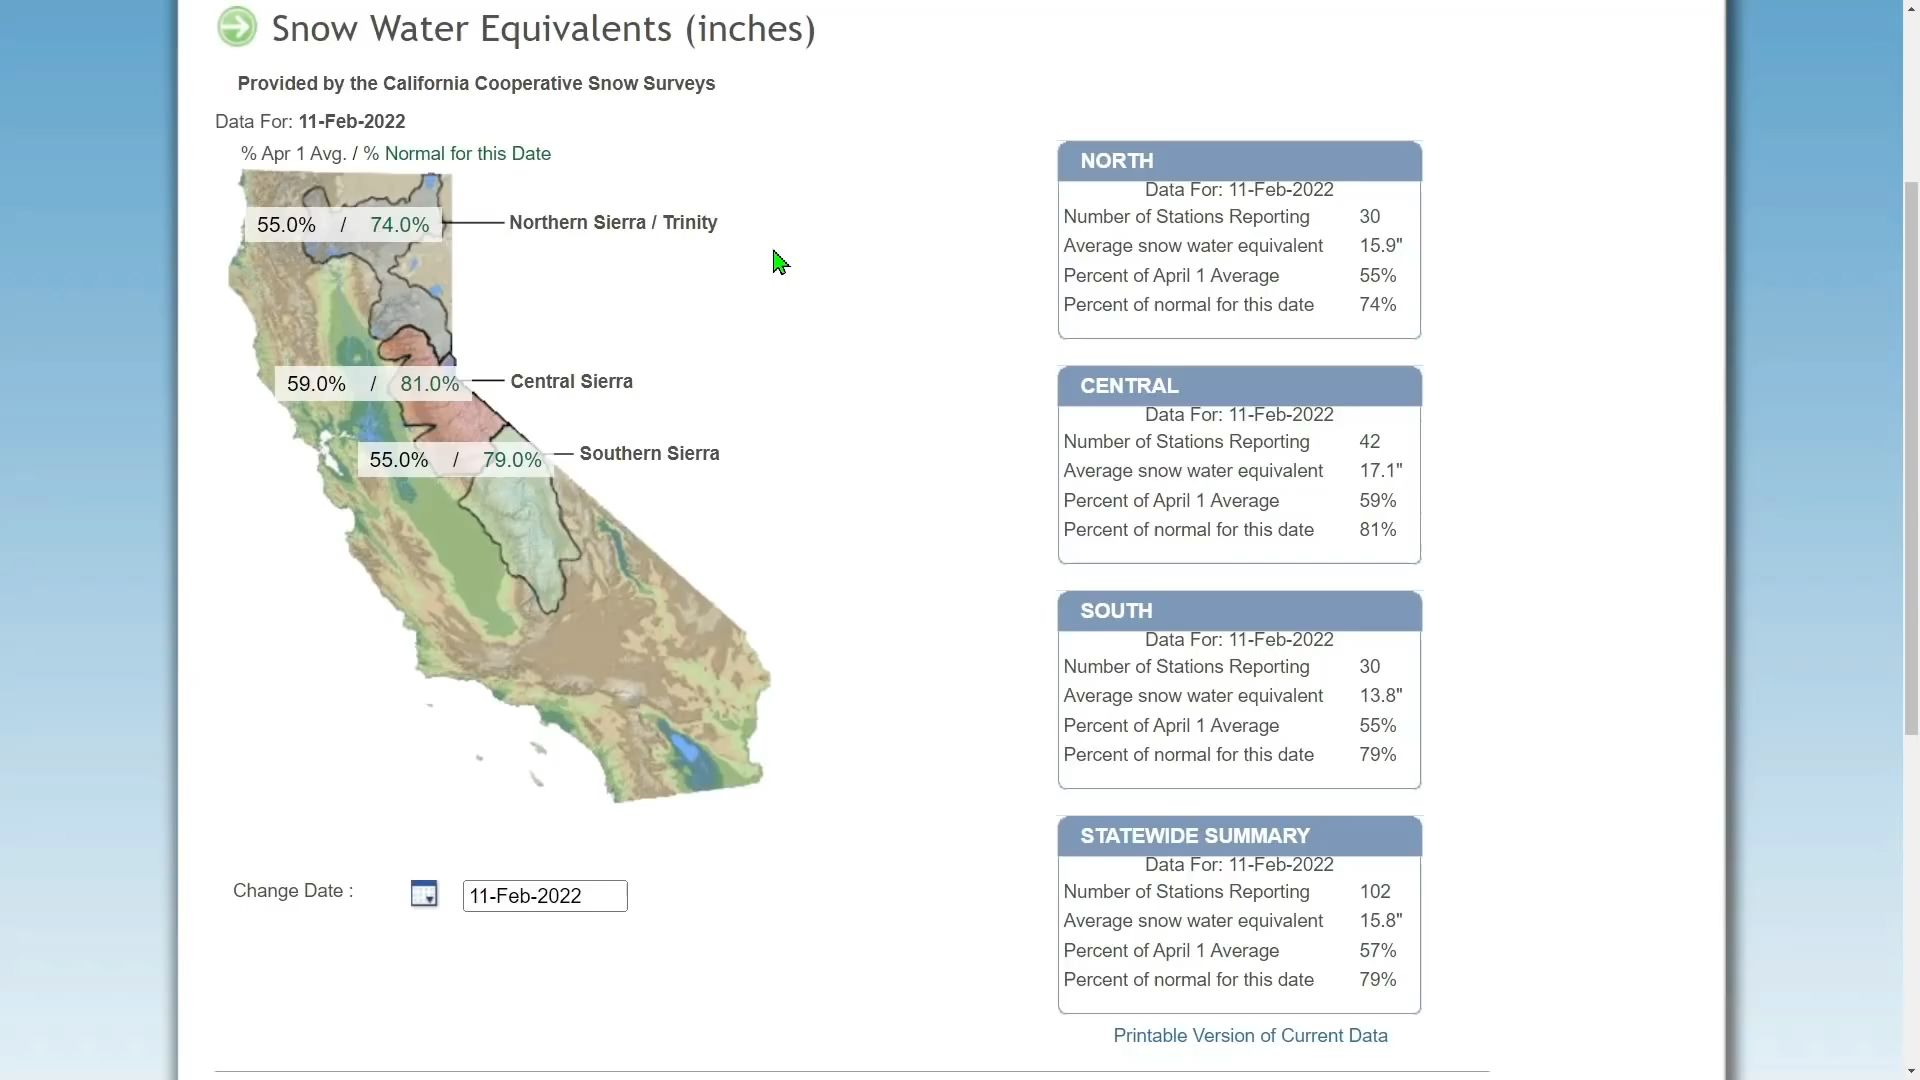 Snow Water Equivalents (inches)
Provided by the California Cooperative Snow Surveys
Data For: 11-Feb-2022
% Apr 1 Avg. / % Normal for this Date
55.0% / 74.0%
Northern Sierra / Trinity
59.0% / 81.0%
Central Sierra
55.0% / 79.0%
Southern Sierra
Change Date :
11-Feb-2022
NORTH
Data For: 11-Feb-2022
Number of Stations Reporting 30
Average snow water equivalent 15.9"
Percent of April 1 Average 55%
Percent of normal for this date 74%
CENTRAL
Data For: 11-Feb-2022
Number of Stations Reporting 42
Average snow water equivalent 17.1"
Percent of April 1 Average 59%
Percent of normal for this date 81%
SOUTH
Data For: 11-Feb-2022
Number of Stations Reporting 30
Average snow water equivalent 13.8"
Percent of April 1 Average 55%
Percent of normal for this date 79%
STATEWIDE SUMMARY
Data For: 11-Feb-2022
Number of Stations Reporting 102
Average snow water equivalent 15.8"
Percent of April 1 Average 57%
Percent of normal for this date 79%
Printable Version of Current Data